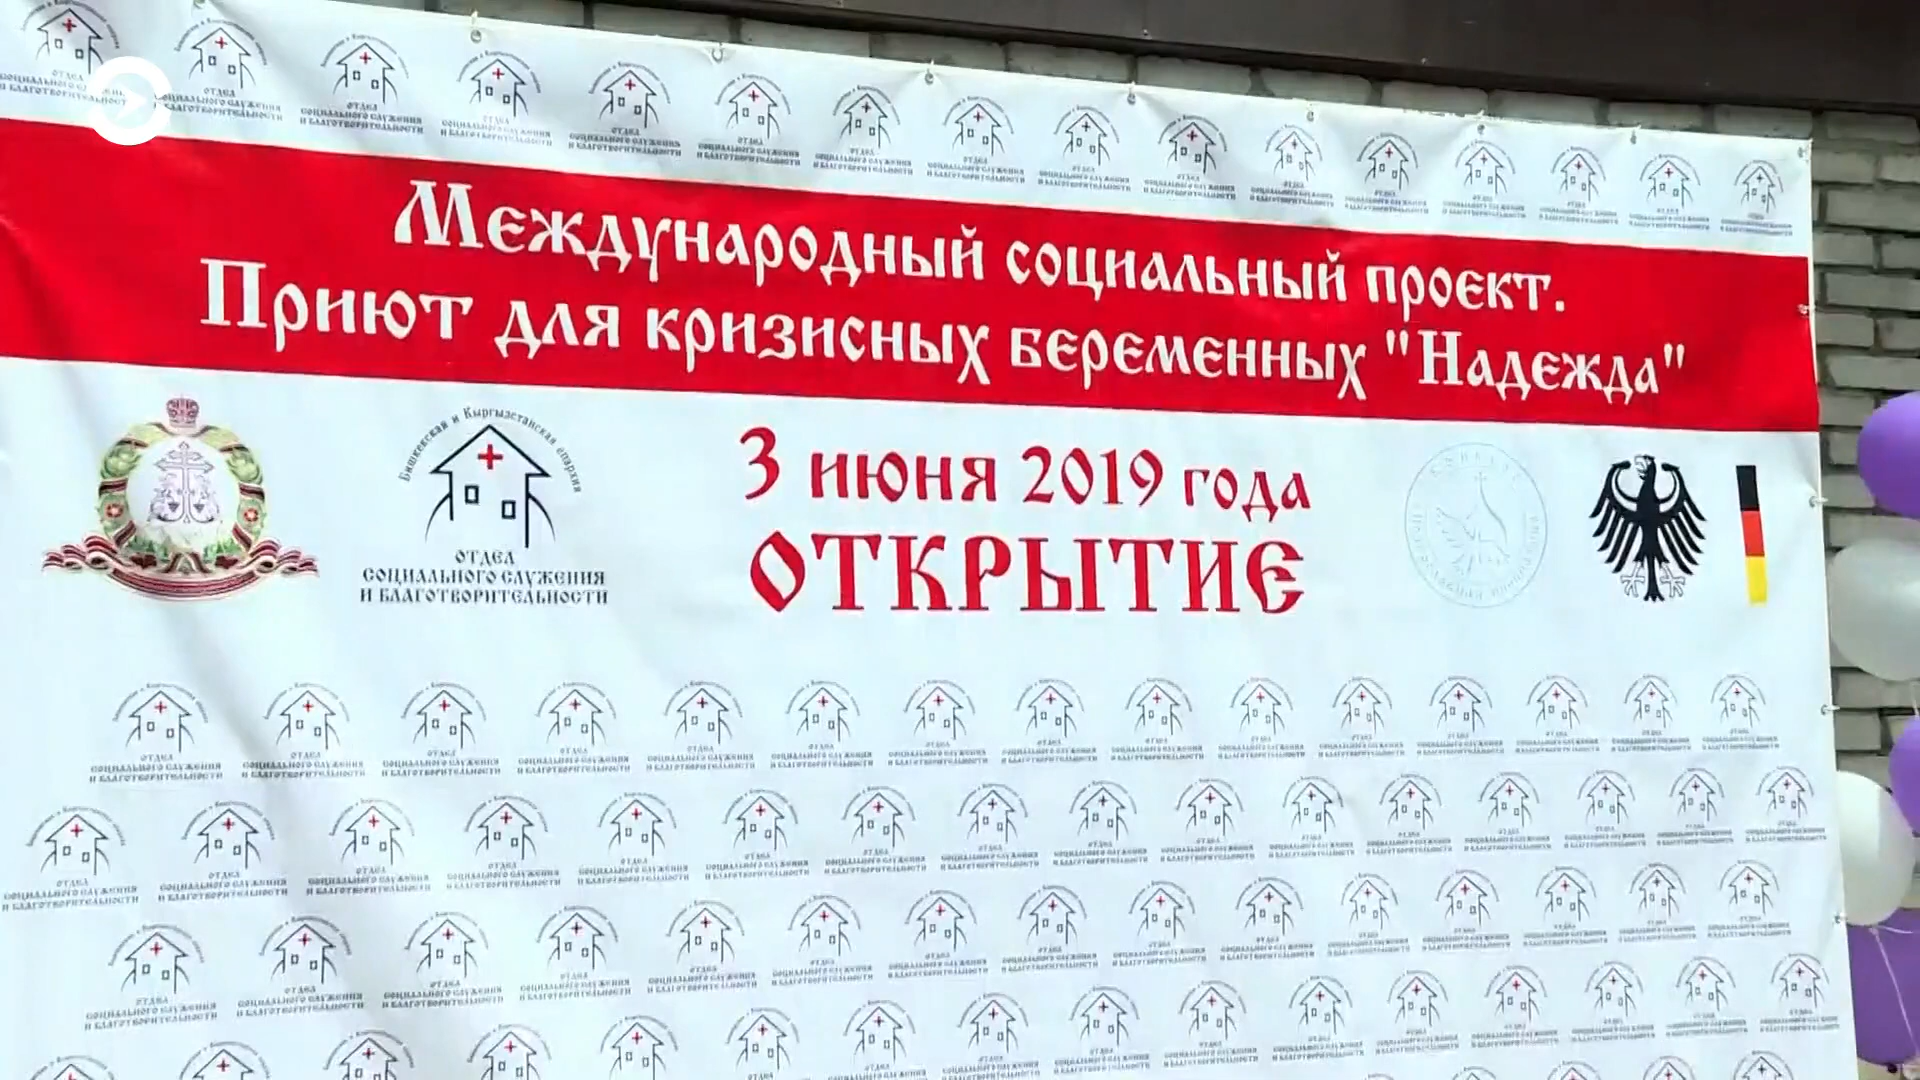 Международный социальный проект.
Приют для кризисных беременных "Надежда"
3 июня 2019 года
ОТКРЫТИЕ
Бишкекская и Кыргызстанская епархия
ОТДЕЛ
СОЦИАЛЬНОГО СЛУЖЕНИЯ
И БЛАГОТВОРИТЕЛЬНОСТИ